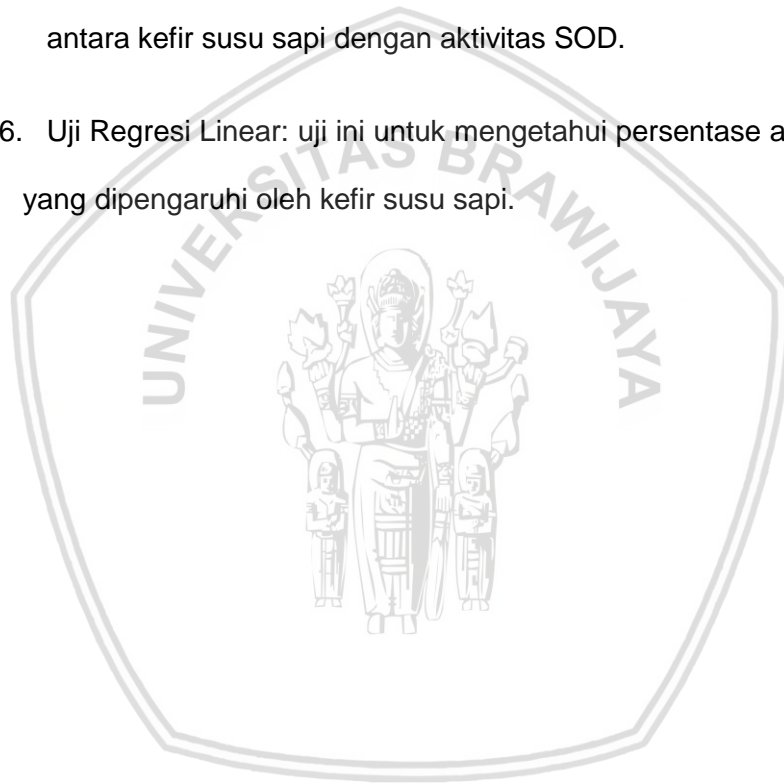 antara kefir susu sapi dengan aktivitas SOD.
6. Uji Regresi Linear: uji ini untuk mengetahui persentase a
yang dipengaruhi oleh kefir susu sapi.
UNIVERSITAS BRAWIJAYA